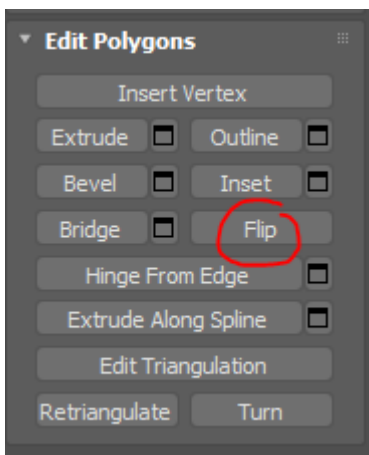 Edit Polygons
Insert Vertex
Extrude Outline
Bevel Inset
Bridge Flip
Hinge From Edge
Extrude Along Spline
Edit Triangulation
Retriangulate Turn